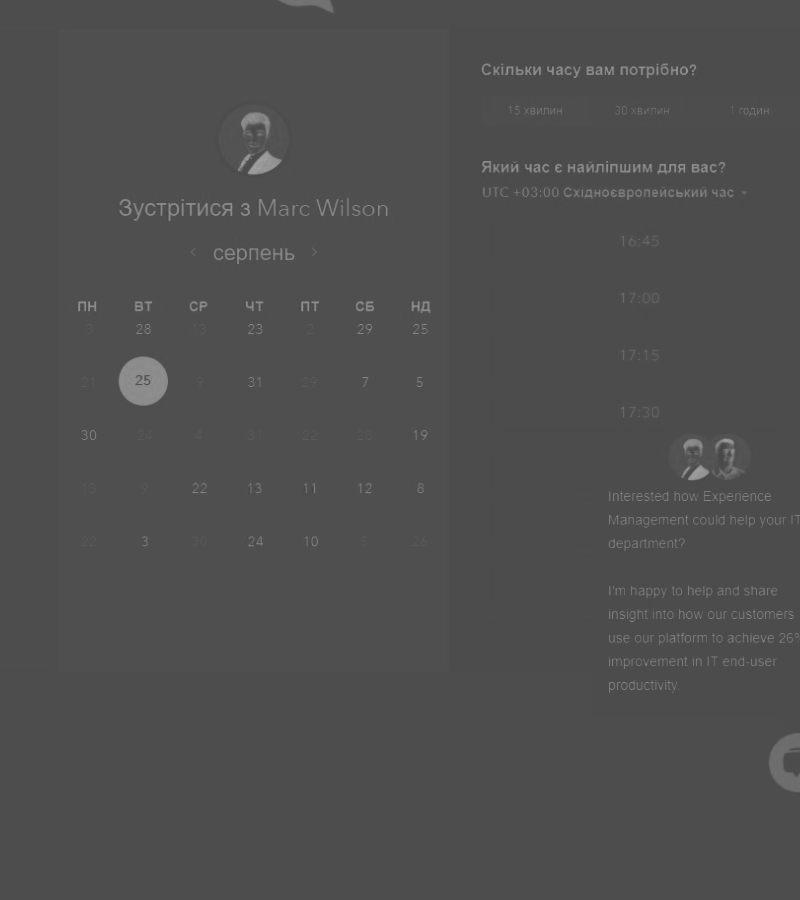 Зустрітися з Marc Wilson
серпень
ПН ВТ СР ЧТ ПТ СБ НД
3 28 13 23 2 29 25
21 25 9 31 29 7 5
30 24 4 31 22 28 19
13 9 22 13 11 12 8
22 3 30 24 10 5 26
Скільки часу вам потрібно?
15 хвилин 30 хвилин 1 годин
Який час є найліпшим для вас?
UTC +03:00 Східноєвропейський час
16:45
17:00
17:15
17:30
Interested how Experience
Management could help your IT
department?
I'm happy to help and share
insight into how our customers
use our platform to achieve 26%
improvement in IT end-user
productivity.